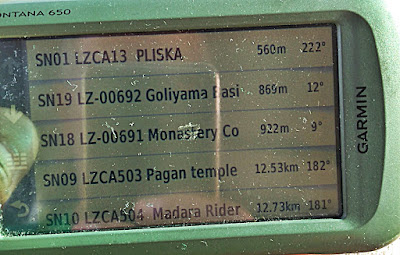 ONTANA 650
SN01 LZCA13 PLISKA 560m 222°
SN19 LZ-00692 Goliyama Basi 869m 12°
SN18 LZ-00691 Monastery Co 922m 9°
SN09 LZCA503 Pagan temple 12.53km 182°
SN10 LZCA504 Madara Rider 12.73km 181°
GARMIN